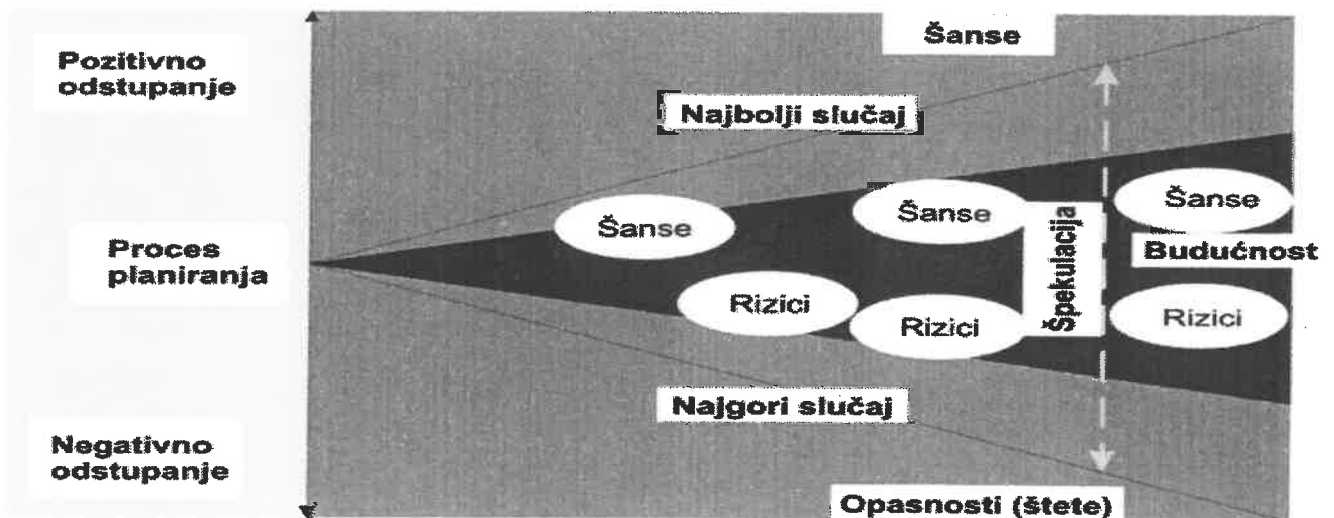 Šanse
Pozitivno
odstupanje
Najbolji slučaj
Šanse
Šanse
Šanse
Proces
planiranja
Špekulacija
Budućnost
Rizici
Rizici
Rizici
Najgori slučaj
Negativno
odstupanje
Opasnosti (štete)